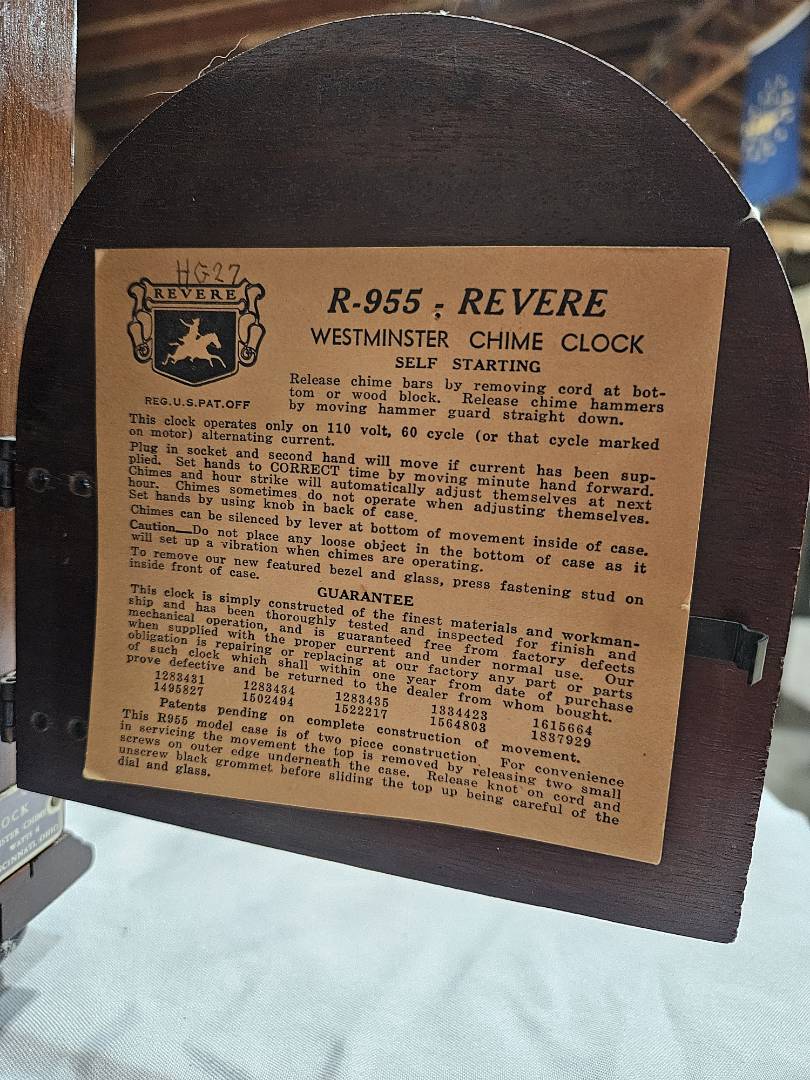 HG27
REVERE
REG.U.S.PAT.OFF
R-955 - REVERE
WESTMINSTER CHIME CLOCK
SELF STARTING
Release chime bars by removing cord at bot-
tom or wood block. Release chime hammers
by moving hammer guard straight down.
This clock operates only on 110 volt, 60 cycle (or that cycle marked
on motor) alternating current.
Plug in socket and second hand will move if current has been sup-
plied. Set hands to CORRECT time by moving minute hand forward.
Chimes and hour strike will automatically adjust themselves at next
hour. Chimes sometimes do not operate when adjusting themselves.
Set hands by using knob in back of case.
Chimes can be silenced by lever at bottom of movement inside of case.
Caution—Do not place any loose object in the bottom of case as it
will set up a vibration when chimes are operating.
To remove our new featured bezel and glass, press fastening stud on
inside front of case.
GUARANTEE
This clock is simply constructed of the finest materials and workman-
ship and has been thoroughly tested and inspected for finish and
mechanical operation, and is guaranteed free from factory defects
when supplied with the proper current and under normal use. Our
obligation is repairing or replacing at our factory any part or parts
of such clock which shall within one year from date of purchase
prove defective and be returned to the dealer from whom bought.
1283431 1283434 1283435 1334423 1615664
1495827 1502494 1522217 1564803 1837929
Patents pending on complete construction of movement.
This R955 model case is of two piece construction. For convenience
in servicing the movement the top is removed by releasing two small
screws on outer edge underneath the case. Release knot on cord and
unscrew black grommet before sliding the top up being careful of the
dial and glass.
OCK
STER CHIME
WATTS 4
CINCINNATI, OHIO